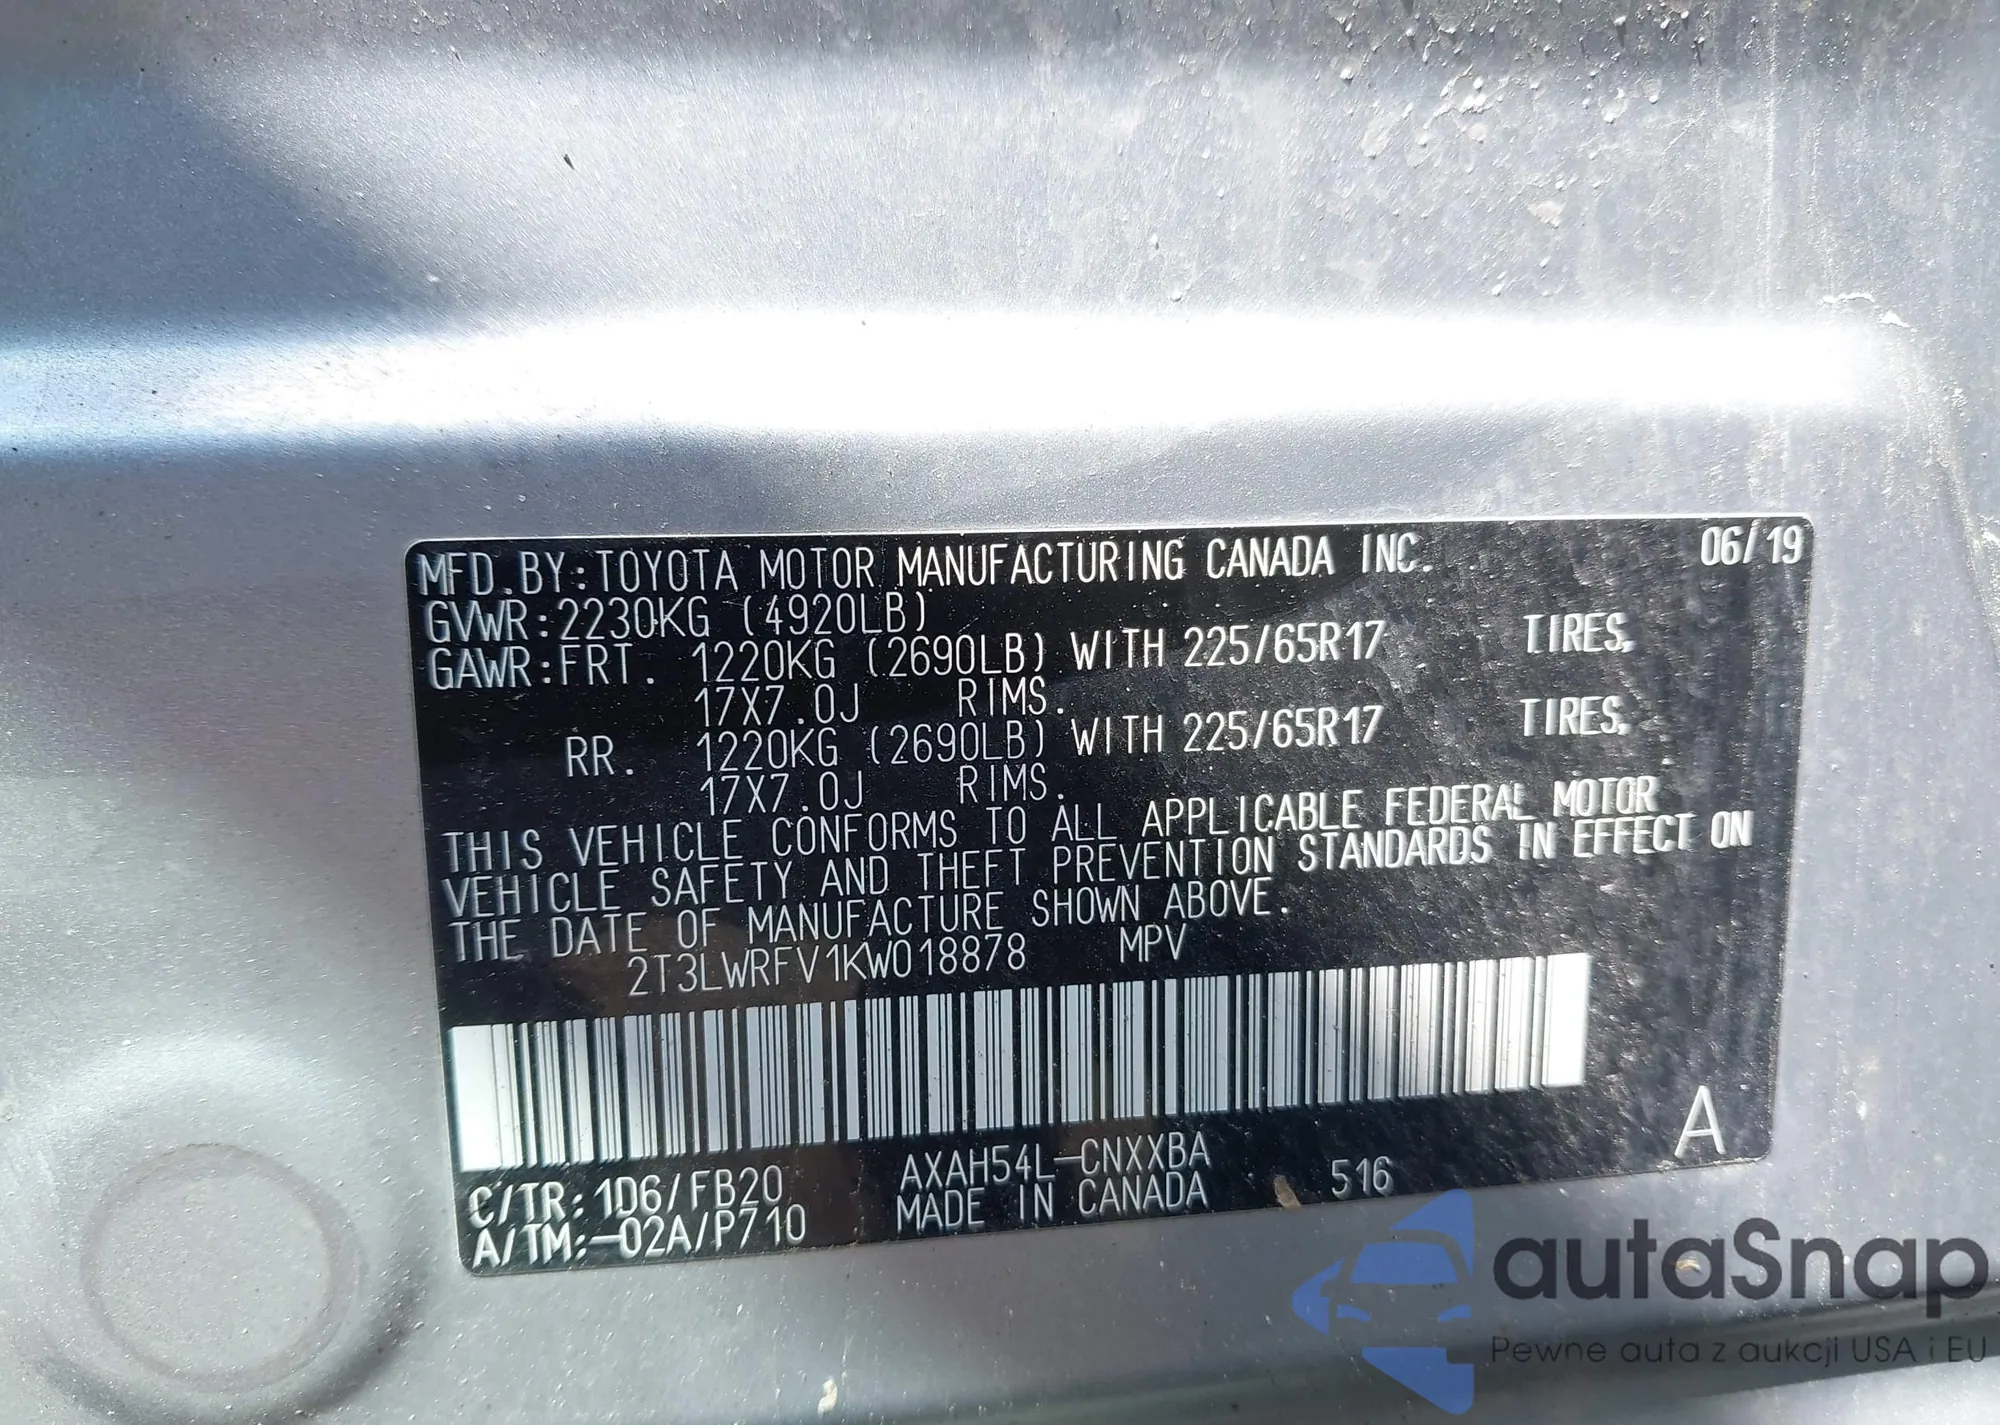 MFD.BY:TOYOTA MOTOR MANUFACTURING CANADA INC. 06/19
GVWR:2230KG (4920LB)
GAWR:FRT. 1220KG (2690LB) WITH 225/65R17 TIRES,
17X7.0J RIMS.
RR. 1220KG (2690LB) WITH 225/65R17 TIRES,
17X7.0J RIMS.
THIS VEHICLE CONFORMS TO ALL APPLICABLE FEDERAL MOTOR
VEHICLE SAFETY AND THEFT PREVENTION STANDARDS IN EFFECT ON
THE DATE OF MANUFACTURE SHOWN ABOVE.
2T3LWRFV1KW018878 MPV
A
C/TR:1D6/FB20 AXAH54L-CNXXBA
A/TM:-02A/P710 MADE IN CANADA 516
autaSnap
Pewne auta z aukcji USA i EU